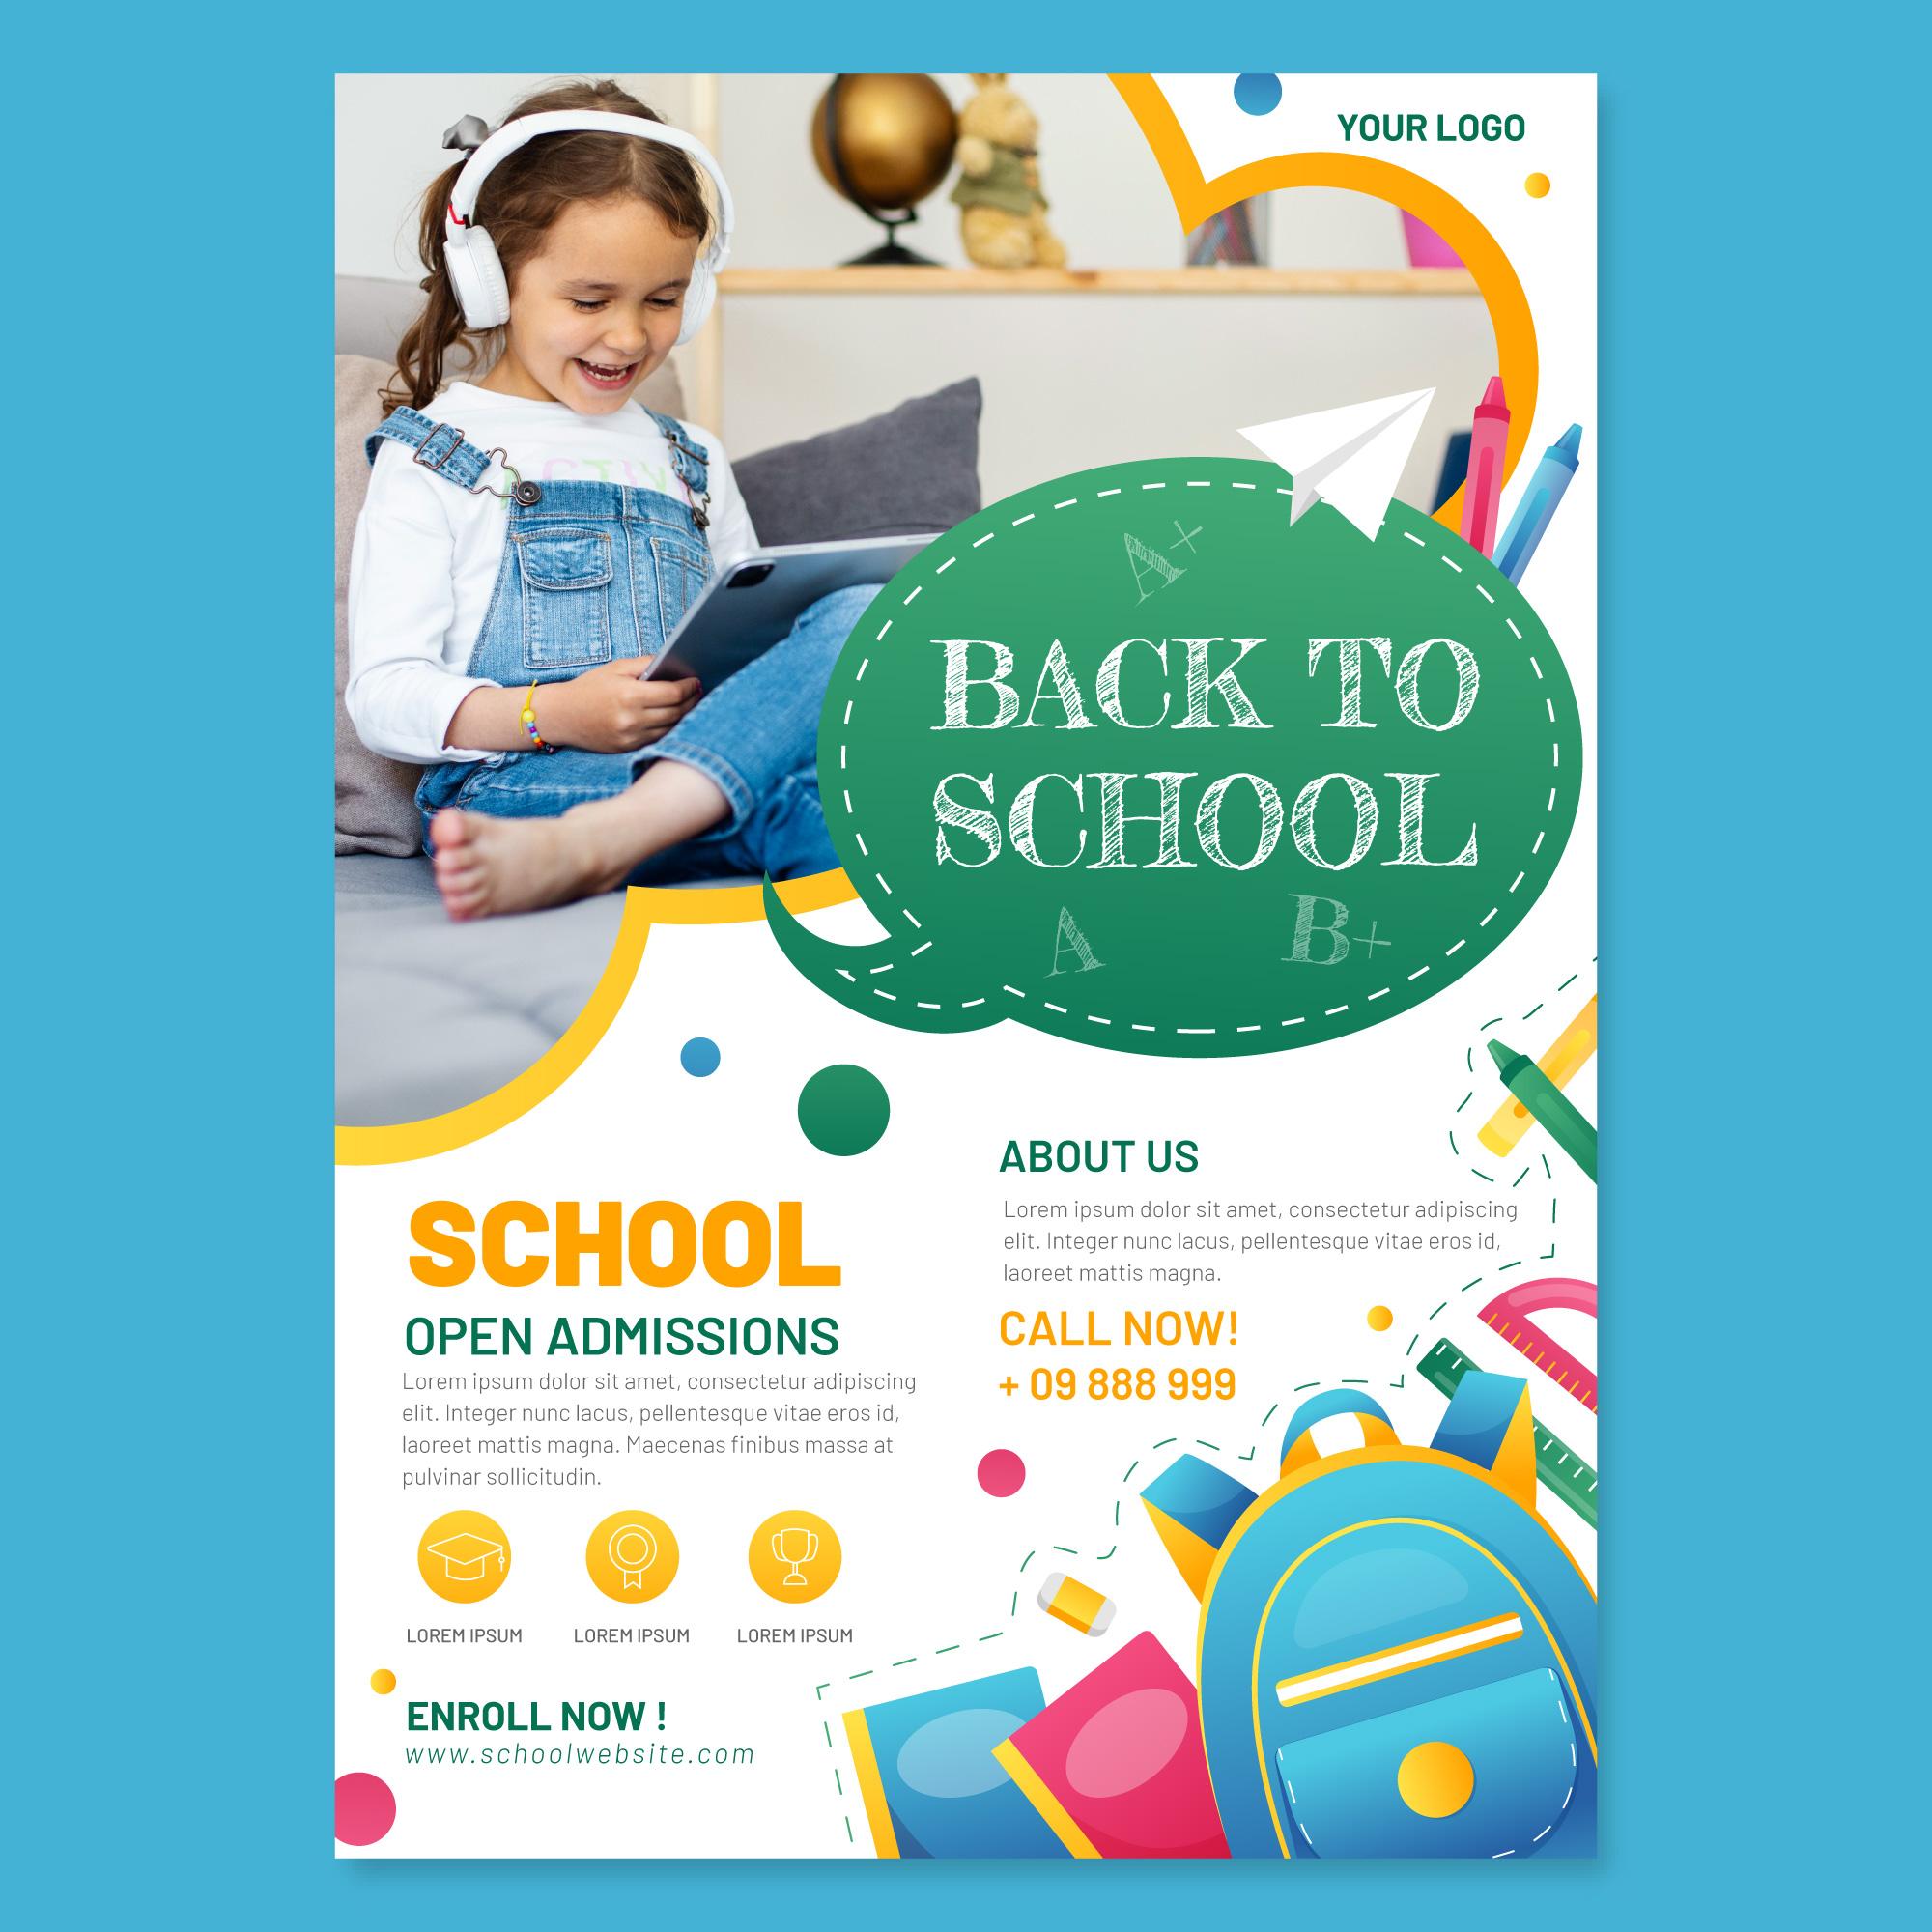 YOUR LOGO
A+
BACK TO
SCHOOL
A
B+
SCHOOL
OPEN ADMISSIONS
Lorem ipsum dolor sit amet, consectetur adipiscing
elit. Integer nunc lacus, pellentesque vitae eros id,
laoreet mattis magna. Maecenas finibus massa at
pulvinar sollicitudin.
LOREM IPSUM
LOREM IPSUM
LOREM IPSUM
ENROLL NOW !
www.schoolwebsite.com
ABOUT US
Lorem ipsum dolor sit amet, consectetur adipiscing
elit. Integer nunc lacus, pellentesque vitae eros id,
laoreet mattis magna.
CALL NOW!
+ 09 888 999